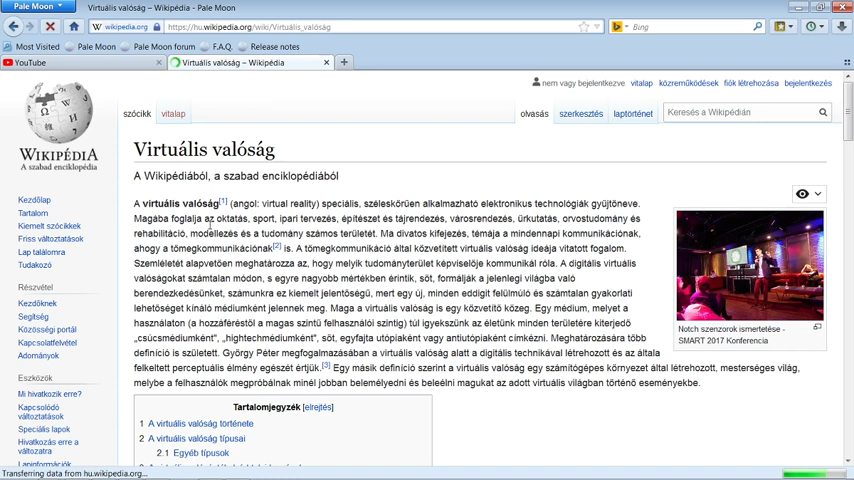 Pale Moon
Virtuális valóság – Wikipédia - Pale Moon
wikipedia.org
https://hu.wikipedia.org/wiki/Virtuális_valóság
Bing
Most Visited Pale Moon Pale Moon forum F.A.Q. Release notes
YouTube
Virtuális valóság – Wikipédia
nem vagy bejelentkezve vitalap közreműködések fiók létrehozása bejelentkezés
szócikk vitalap
olvasás szerkesztés laptörténet
Keresés a Wikipédián
WIKIPÉDIA
A szabad enciklopédia
Kezdőlap
Tartalom
Kiemelt szócikkek
Friss változtatások
Lap találomra
Tudakozó
Részvétel
Kezdőknek
Segítség
Közösségi portál
Kapcsolatfelvétel
Adományok
Eszközök
Mi hivatkozik erre?
Kapcsolódó
változtatások
Speciális lapok
Hivatkozás erre a
változatra
Lapinformációk
Virtuális valóság
A Wikipédiából, a szabad enciklopédiából
A virtuális valóság[1] (angol: virtual reality) speciális, széleskörűen alkalmazható elektronikus technológiák gyűjtőneve.
Magába foglalja az oktatás, sport, ipari tervezés, építészet és tájrendezés, városrendezés, űrkutatás, orvostudomány és
rehabilitáció, modellezés és a tudomány számos területét. Ma divatos kifejezés, témája a mindennapi kommunikációnak,
ahogy a tömegkommunikációnak[2] is. A tömegkommunikáció által közvetített virtuális valóság ideája vitatott fogalom.
Szemléletét alapvetően meghatározza az, hogy melyik tudományterület képviselője kommunikál róla. A digitális virtuális
valóságokat számtalan módon, s egyre nagyobb mértékben érintik, sőt, formálják a jelenlegi világba való
berendezkedésünket, számunkra ez kiemelt jelentőségű, mert egy új, minden eddigit felülmúló és számtalan gyakorlati
lehetőséget kínáló médiumként jelennek meg. Maga a virtuális valóság is egy közvetítő közeg. Egy médium, melyet a
használaton (a hozzáféréstől a magas szintű felhasználói szintig) túl igyekszünk az életünk minden területére kiterjedő
„csúcsmédiumként”, „hightechmédiumként”, sőt, egyfajta utópiaként vagy antiutópiaként címkézni. Meghatározására több
definíció is született. György Péter megfogalmazásában a virtuális valóság alatt a digitális technikával létrehozott és az általa
felkeltett perceptuális élmény egészét értjük.[3] Egy másik definíció szerint a virtuális valóság egy számítógépes környezet által létrehozott, mesterséges világ,
melybe a felhasználók megpróbálnak minél jobban belemélyedni és beleélni magukat az adott virtuális világban történő eseményekbe.
Notch szenzorok ismertetése -
SMART 2017 Konferencia
Tartalomjegyzék [elrejtés]
1 A virtuális valóság története
2 A virtuális valóság típusai
2.1 Egyéb típusok
Transferring data from hu.wikipedia.org...